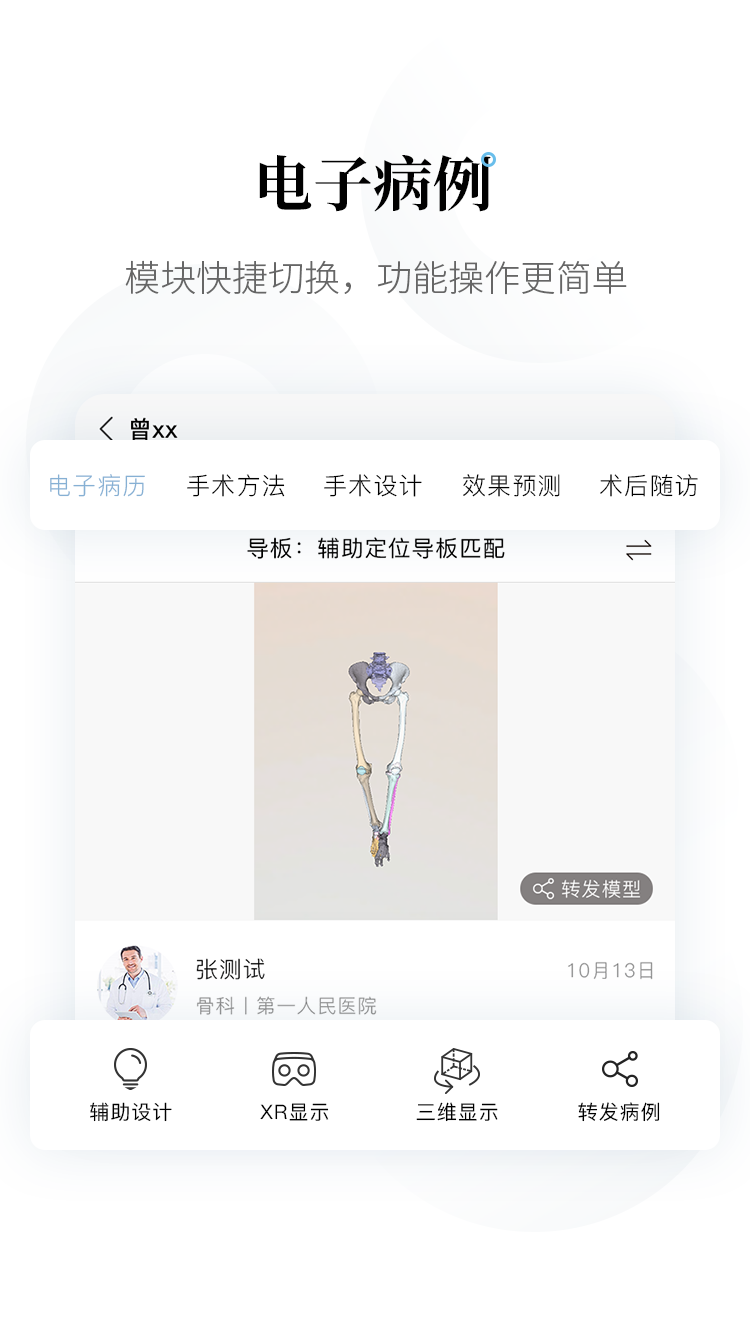 电子病例
模块快捷切换，功能操作更简单
曾xx
电子病历 手术方法 手术设计 效果预测 术后随访
导板：辅助定位导板匹配
转发模型
张测试 10月13日
骨科丨第一人民医院
辅助设计 XR显示 三维显示 转发病例